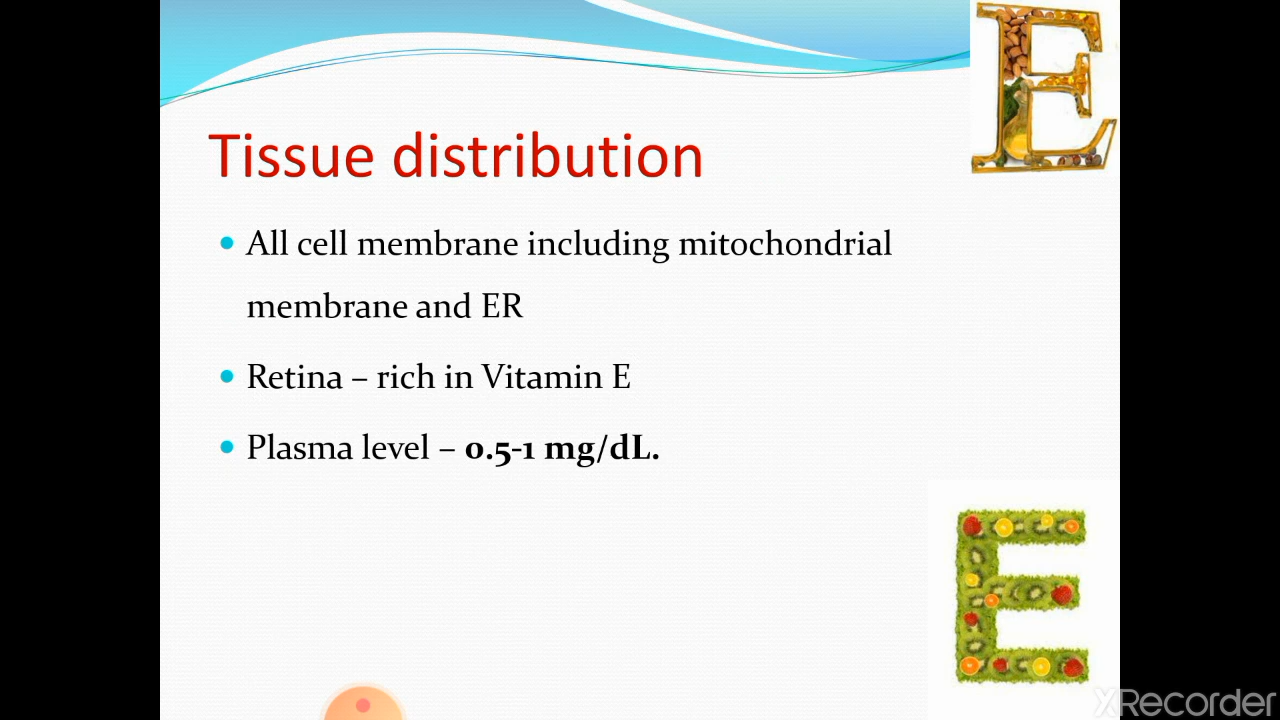 Tissue distribution
All cell membrane including mitochondrial
membrane and ER
Retina – rich in Vitamin E
Plasma level – 0.5-1 mg/dL.
E
E
XRecorder